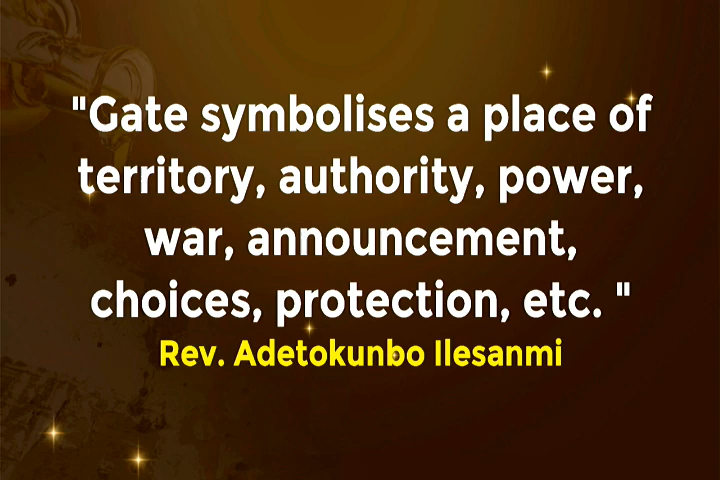 "Gate symbolises a place of
territory, authority, power,
war, announcement,
choices, protection, etc. "
Rev. Adetokunbo Ilesanmi